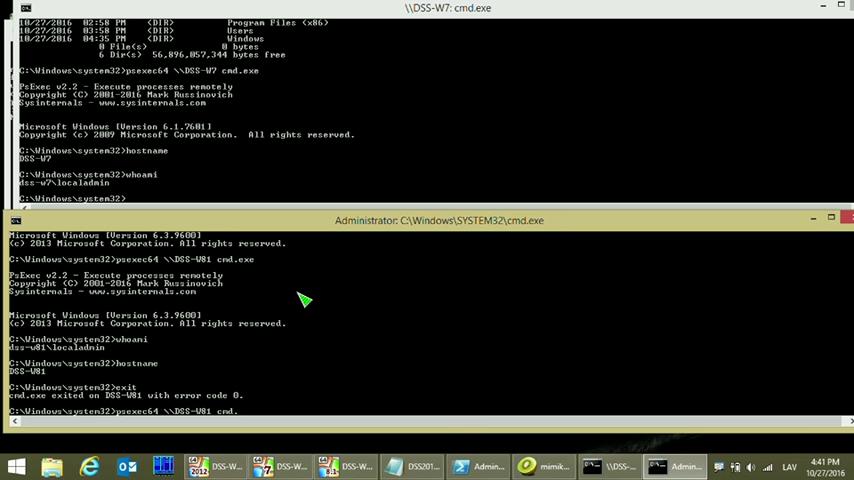 \\DSS-W7: cmd.exe
10/27/2016  02:58 PM    <DIR>          Program Files (x86)
10/27/2016  03:58 PM    <DIR>          Users
10/27/2016  04:35 PM    <DIR>          Windows
0 File(s)              0 bytes
6 Dir(s)  56,896,057,344 bytes free
C:\Windows\system32>psexec64 \\DSS-W7 cmd.exe
PsExec v2.2 - Execute processes remotely
Copyright (C) 2001-2016 Mark Russinovich
Sysinternals - www.sysinternals.com
Microsoft Windows [Version 6.1.7601]
Copyright (c) 2009 Microsoft Corporation.  All rights reserved.
C:\Windows\system32>hostname
DSS-W7
C:\Windows\system32>whoami
dss-w7\localadmin
C:\Windows\system32>
Administrator: C:\Windows\SYSTEM32\cmd.exe
Microsoft Windows [Version 6.3.9600]
(c) 2013 Microsoft Corporation. All rights reserved.
C:\Windows\system32>psexec64 \\DSS-W81 cmd.exe
PsExec v2.2 - Execute processes remotely
Copyright (C) 2001-2016 Mark Russinovich
Sysinternals - www.sysinternals.com
Microsoft Windows [Version 6.3.9600]
(c) 2013 Microsoft Corporation. All rights reserved.
C:\Windows\system32>whoami
dss-w81\localadmin
C:\Windows\system32>hostname
DSS-W81
C:\Windows\system32>exit
cmd.exe exited on DSS-W81 with error code 0.
C:\Windows\system32>psexec64 \\DSS-W81 cmd.
2012 DSS-W... 7 DSS-W... 8.1 DSS-W... DSS201... Admin... mimik... \\DSS-... Admin... LAV 4:41 PM
10/27/2016